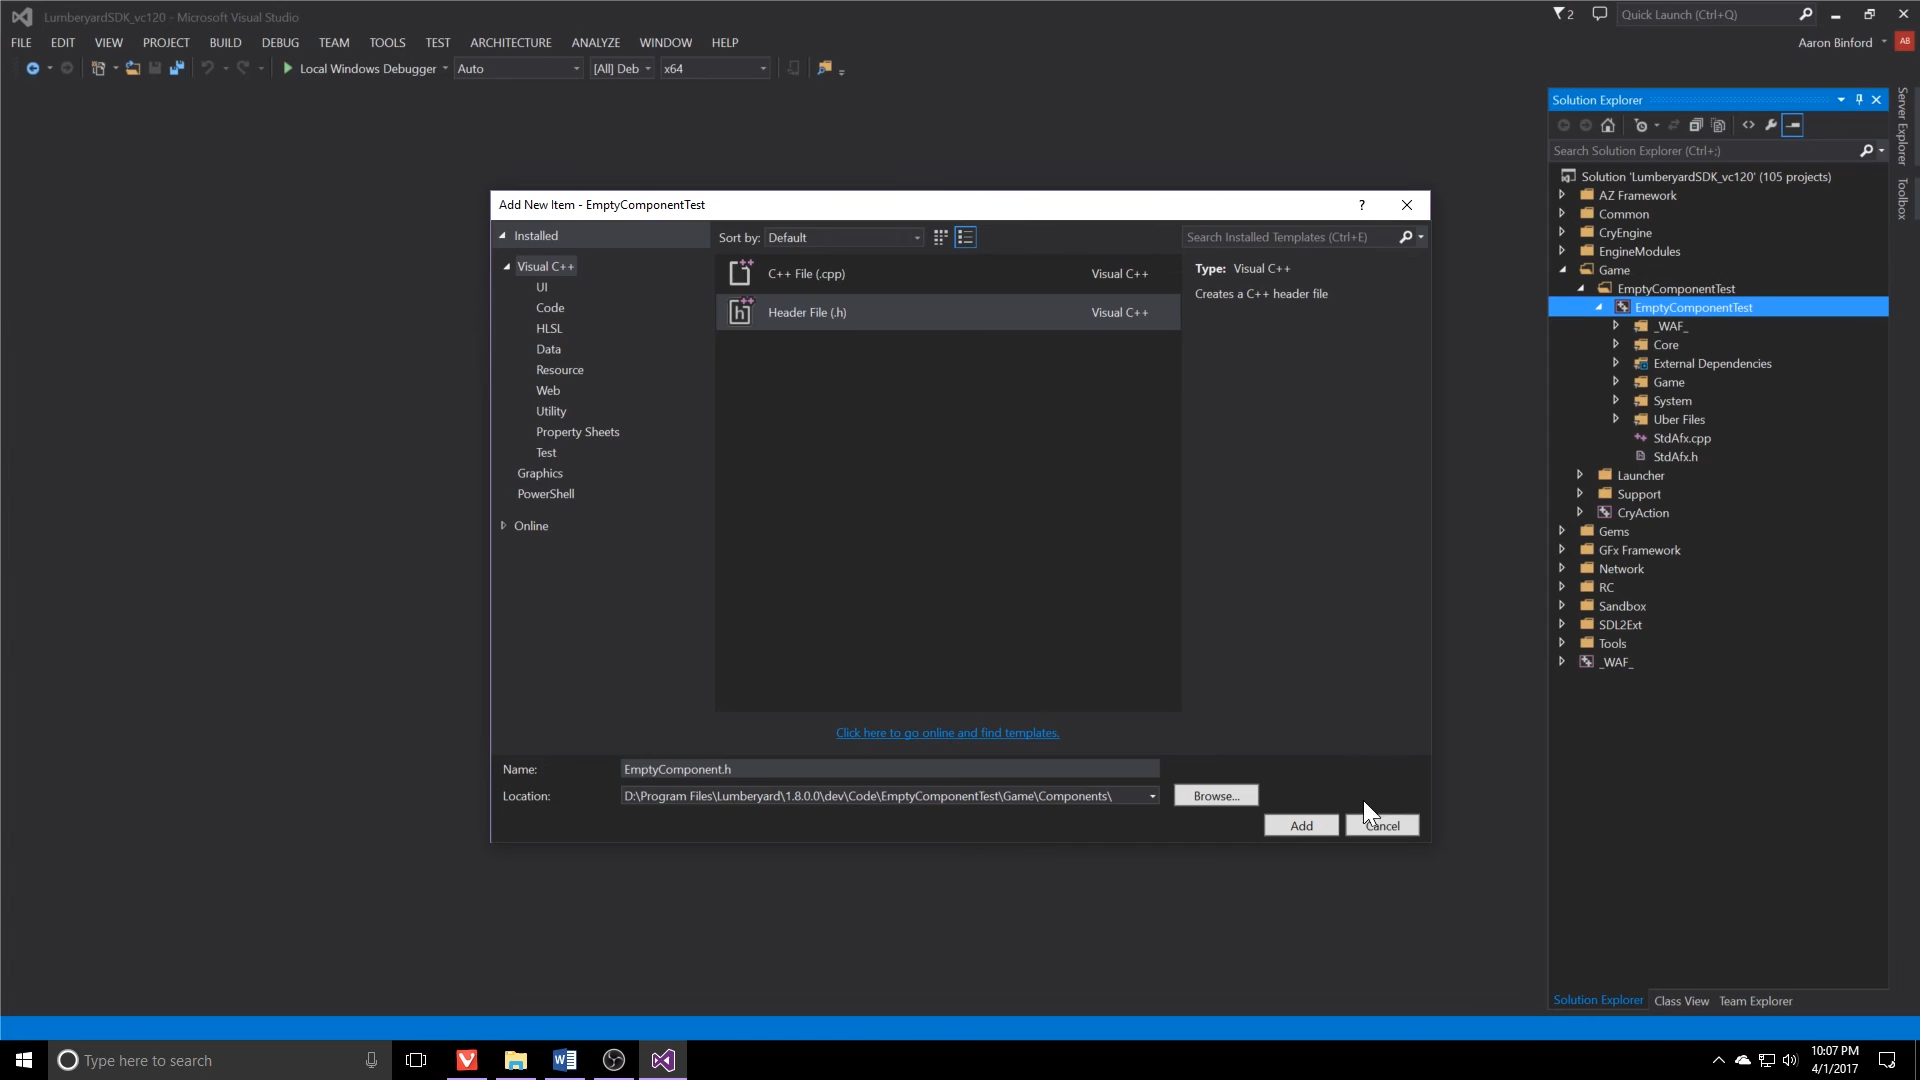 LumberyardSDK_vc120 - Microsoft Visual Studio
2
Quick Launch (Ctrl+Q)
FILE EDIT VIEW PROJECT BUILD DEBUG TEAM TOOLS TEST ARCHITECTURE ANALYZE WINDOW HELP
Aaron Binford AB
Local Windows Debugger Auto [All] Deb x64
Solution Explorer
Search Solution Explorer (Ctrl+;)
Solution 'LumberyardSDK_vc120' (105 projects)
AZ Framework
Common
CryEngine
EngineModules
Game
EmptyComponentTest
EmptyComponentTest
_WAF_
Core
External Dependencies
Game
System
Uber Files
StdAfx.cpp
StdAfx.h
Launcher
Support
CryAction
Gems
GFx Framework
Network
RC
Sandbox
SDL2Ext
Tools
_WAF_
Solution Explorer Class View Team Explorer
Server Explorer
Toolbox
Add New Item - EmptyComponentTest
?
Installed
Sort by: Default
Search Installed Templates (Ctrl+E)
Visual C++
UI
Code
HLSL
Data
Resource
Web
Utility
Property Sheets
Test
Graphics
PowerShell
Online
C++ File (.cpp) Visual C++
Header File (.h) Visual C++
Type: Visual C++
Creates a C++ header file
Click here to go online and find templates.
Name: EmptyComponent.h
Location: D:\Program Files\Lumberyard\1.8.0.0\dev\Code\EmptyComponentTest\Game\Components\
Browse...
Add Cancel
Type here to search
10:07 PM
4/1/2017